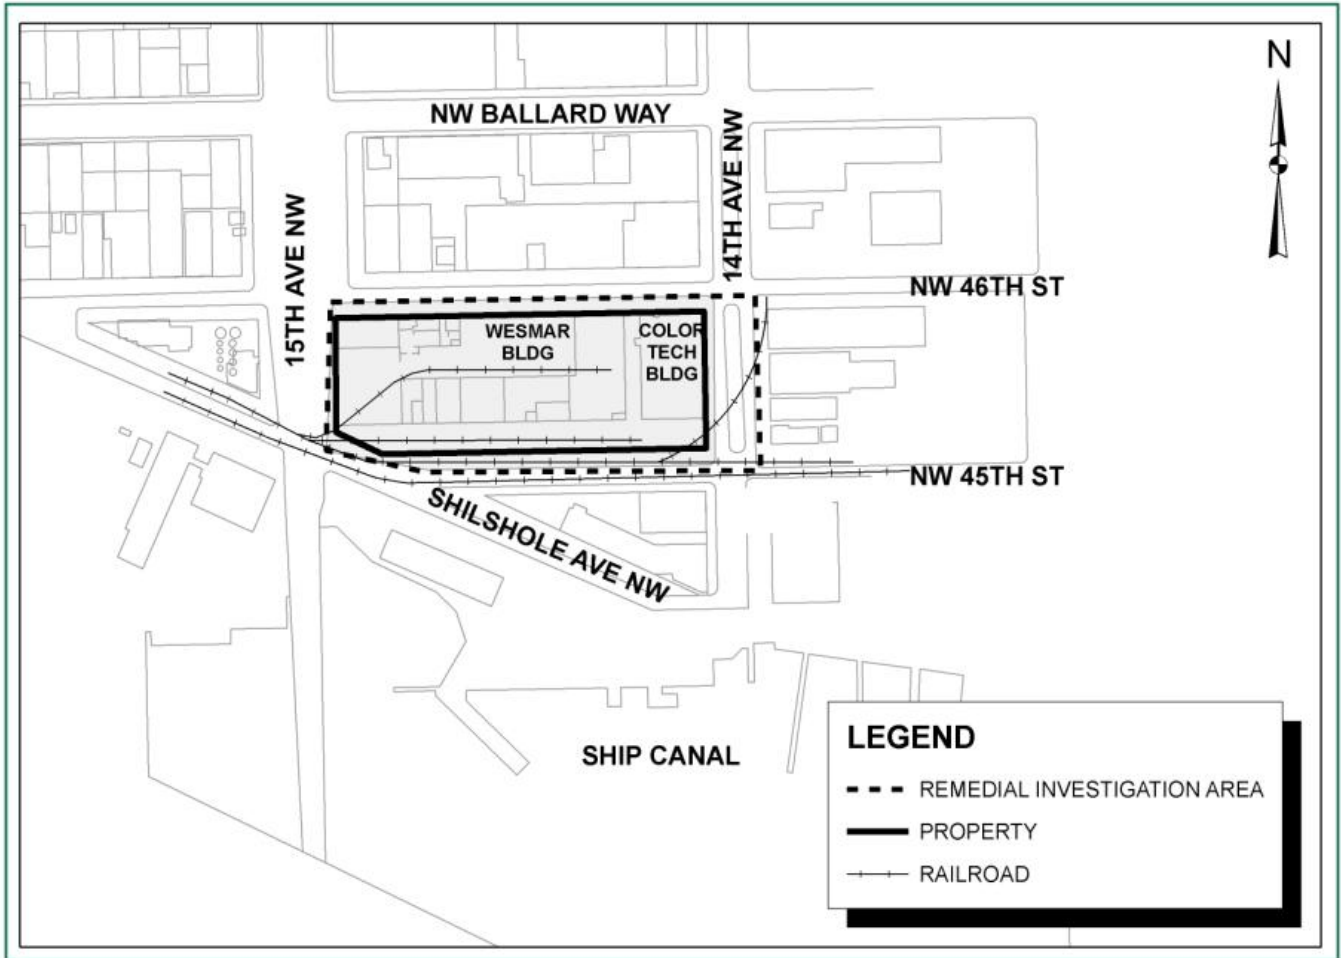 N
NW BALLARD WAY
14TH AVE NW
15TH AVE NW
NW 46TH ST
WESMAR
BLDG
COLOR
TECH
BLDG
NW 45TH ST
SHILSHOLE AVE NW
SHIP CANAL
LEGEND
REMEDIAL INVESTIGATION AREA
PROPERTY
RAILROAD